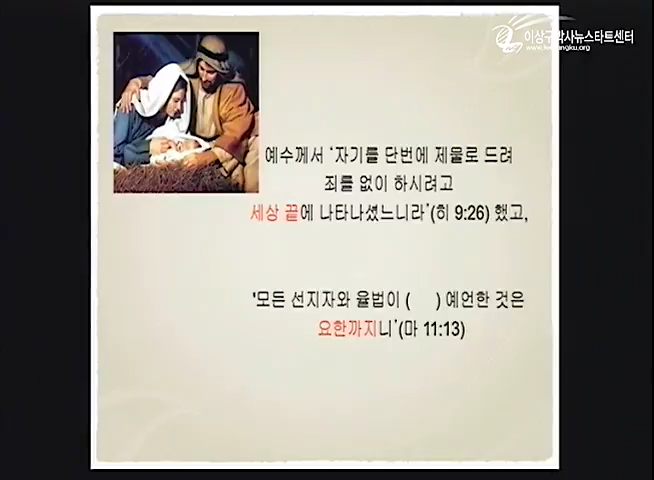 이상구박사뉴스타트센터
예수께서 '자기를 단번에 제물로 드려
죄를 없이 하시려고
세상 끝에 나타나셨느니라'(히 9:26) 했고,
'모든 선지자와 율법이 ( ) 예언한 것은
요한까지니'(마 11:13)